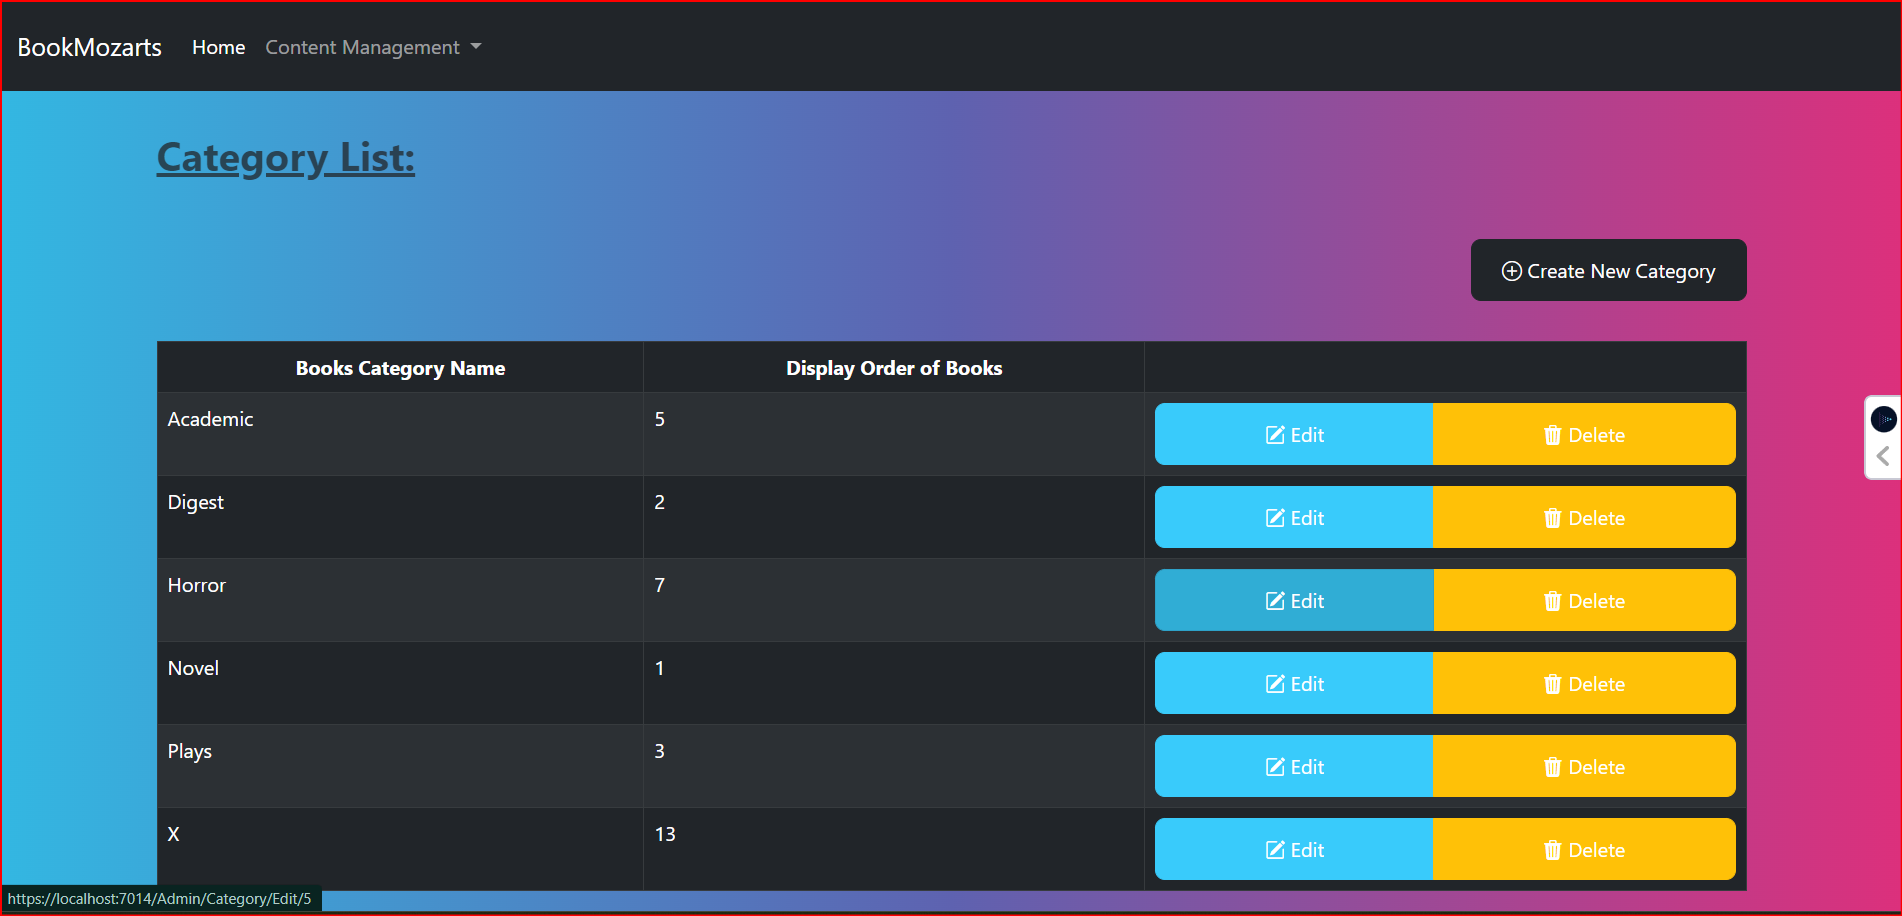 BookMozarts Home Content Management
Category List:
Create New Category
Books Category Name Display Order of Books
Academic 5 Edit Delete
Digest 2 Edit Delete
Horror 7 Edit Delete
Novel 1 Edit Delete
Plays 3 Edit Delete
X 13 Edit Delete
https://localhost:7014/Admin/Category/Edit/5